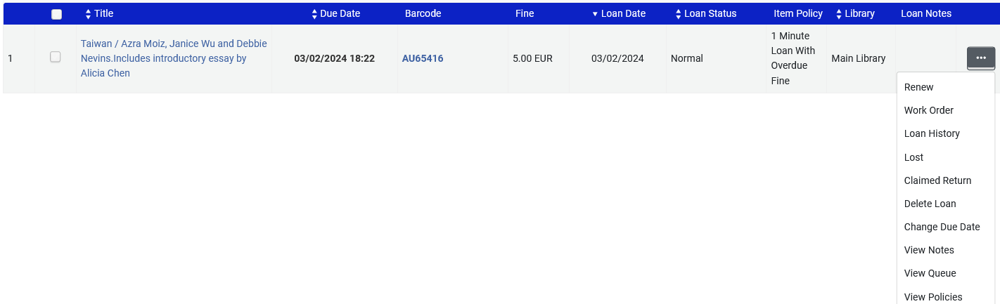 Title Due Date Barcode Fine Loan Date Loan Status Item Policy Library Loan Notes
1
Taiwan / Azra Moiz, Janice Wu and Debbie
Nevins.Includes introductory essay by
Alicia Chen
03/02/2024 18:22
AU65416
5.00 EUR
03/02/2024
Normal
1 Minute
Loan With
Overdue
Fine
Main Library
Renew
Work Order
Loan History
Lost
Claimed Return
Delete Loan
Change Due Date
View Notes
View Queue
View Policies